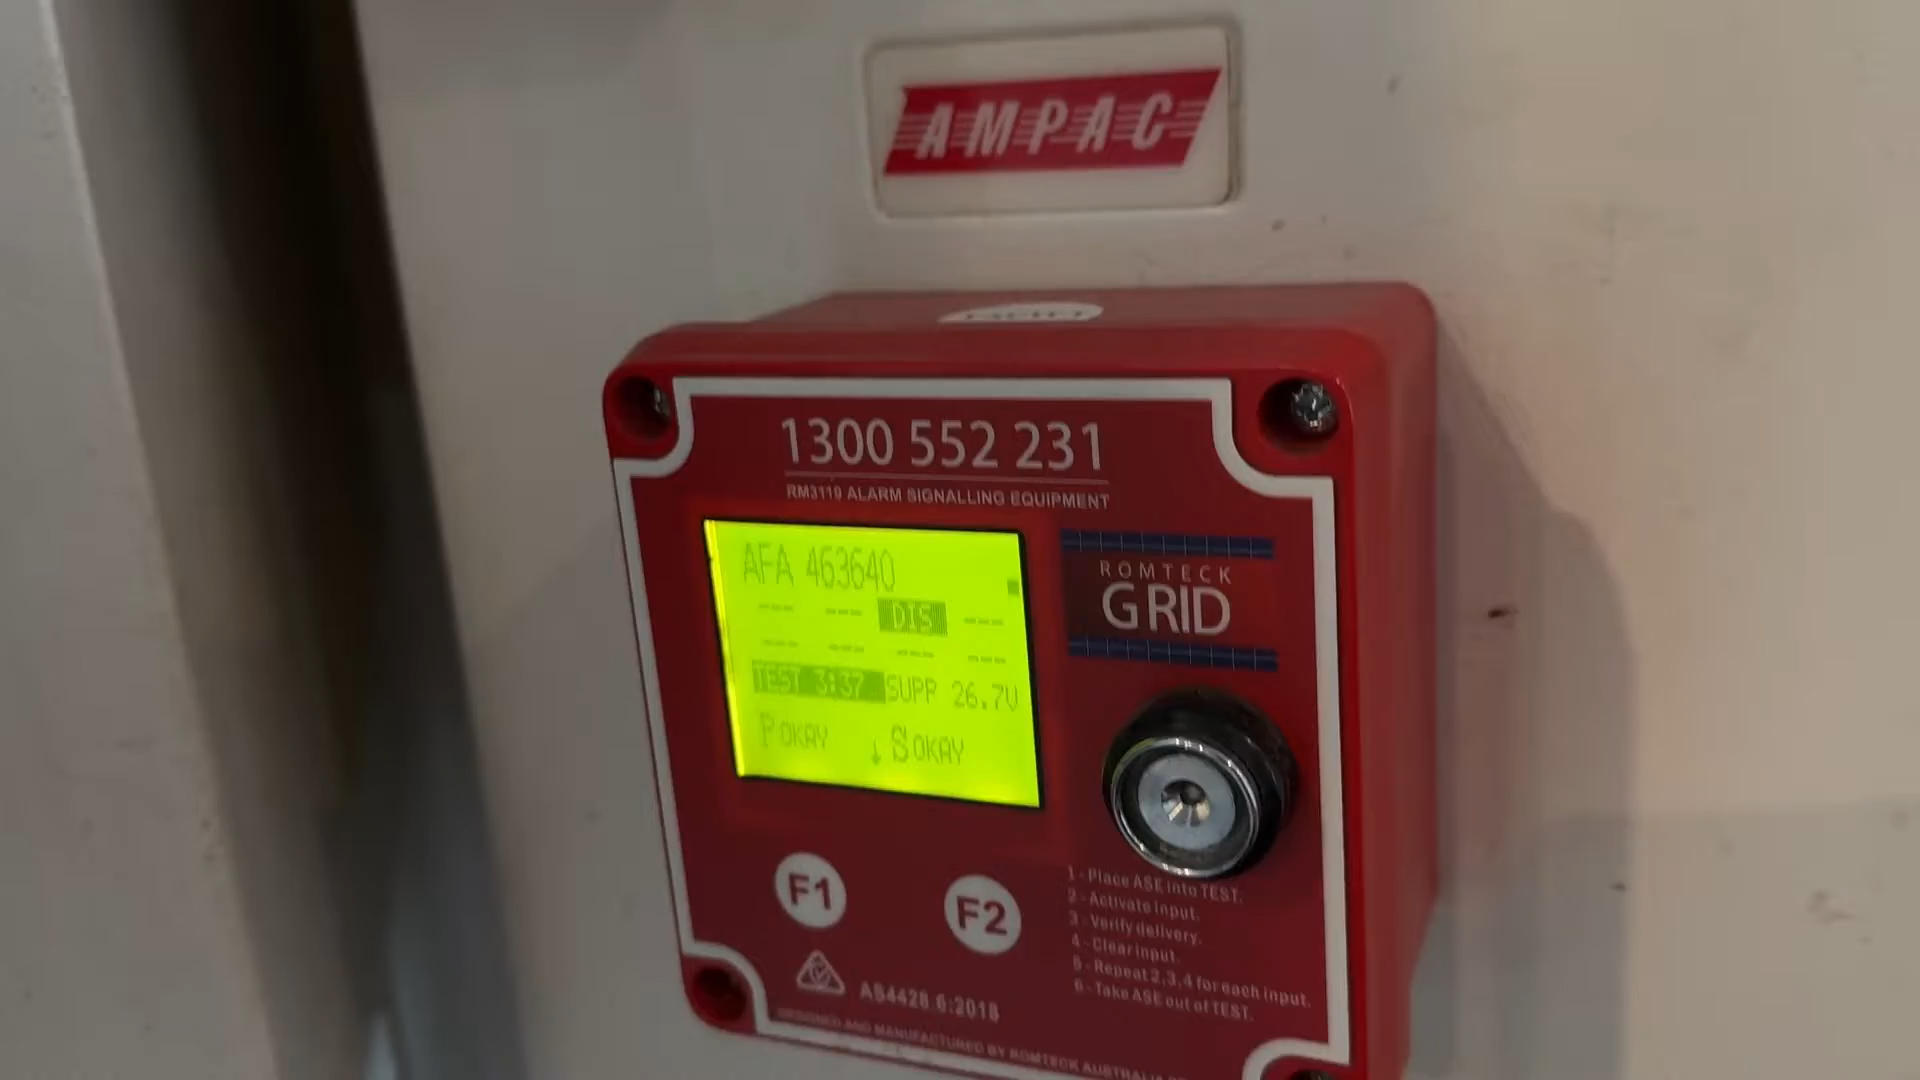 AMPAC
1300 552 231
RM3119 ALARM SIGNALLING EQUIPMENT
AFA 463640
--- --- DIS ---
--- --- --- ---
TEST 3:37 SUPP 26.7V
P OKAY ↓ S OKAY
ROMTECK
GRID
F1 F2
1 - Place ASE into TEST.
2 - Activate input.
3 - Verify delivery.
4 - Clear input.
5 - Repeat 2,3,4 for each input.
6 - Take ASE out of TEST.
AS4428.6:2018
DESIGNED AND MANUFACTURED BY ROMTECK AUSTRALIA